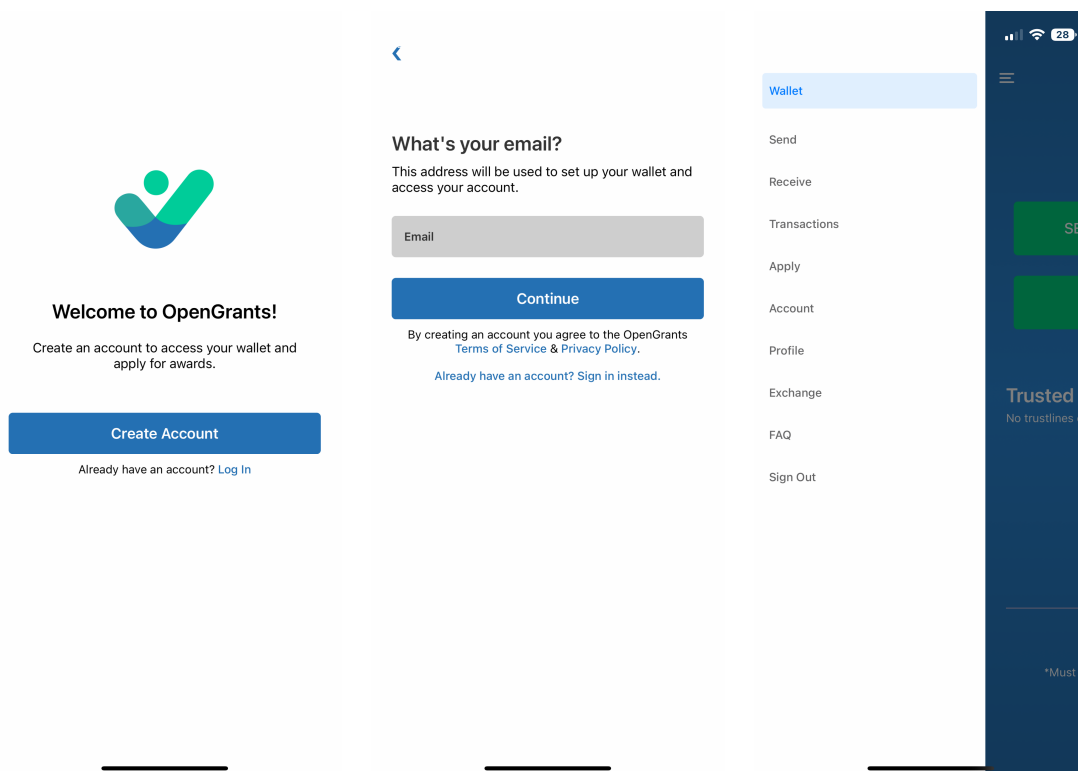 Welcome to OpenGrants!
Create an account to access your wallet and
apply for awards.
Create Account
Already have an account? Log In
What's your email?
This address will be used to set up your wallet and
access your account.
Email
Continue
By creating an account you agree to the OpenGrants
Terms of Service & Privacy Policy.
Already have an account? Sign in instead.
Wallet
Send
Receive
Transactions
Apply
Account
Profile
Exchange
FAQ
Sign Out
28
SE
Trusted
No trustlines
*Must